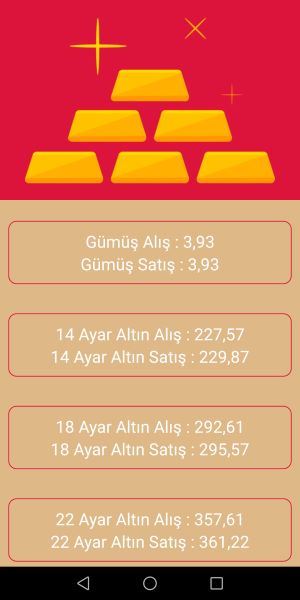 Gümüş Alış : 3,93
Gümüş Satış : 3,93
14 Ayar Altın Alış : 227,57
14 Ayar Altın Satış : 229,87
18 Ayar Altın Alış : 292,61
18 Ayar Altın Satış : 295,57
22 Ayar Altın Alış : 357,61
22 Ayar Altın Satış : 361,22